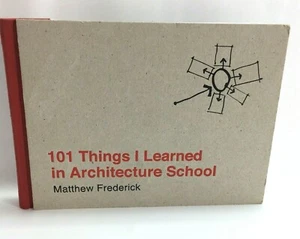 101 Things I Learned
in Architecture School
Matthew Frederick